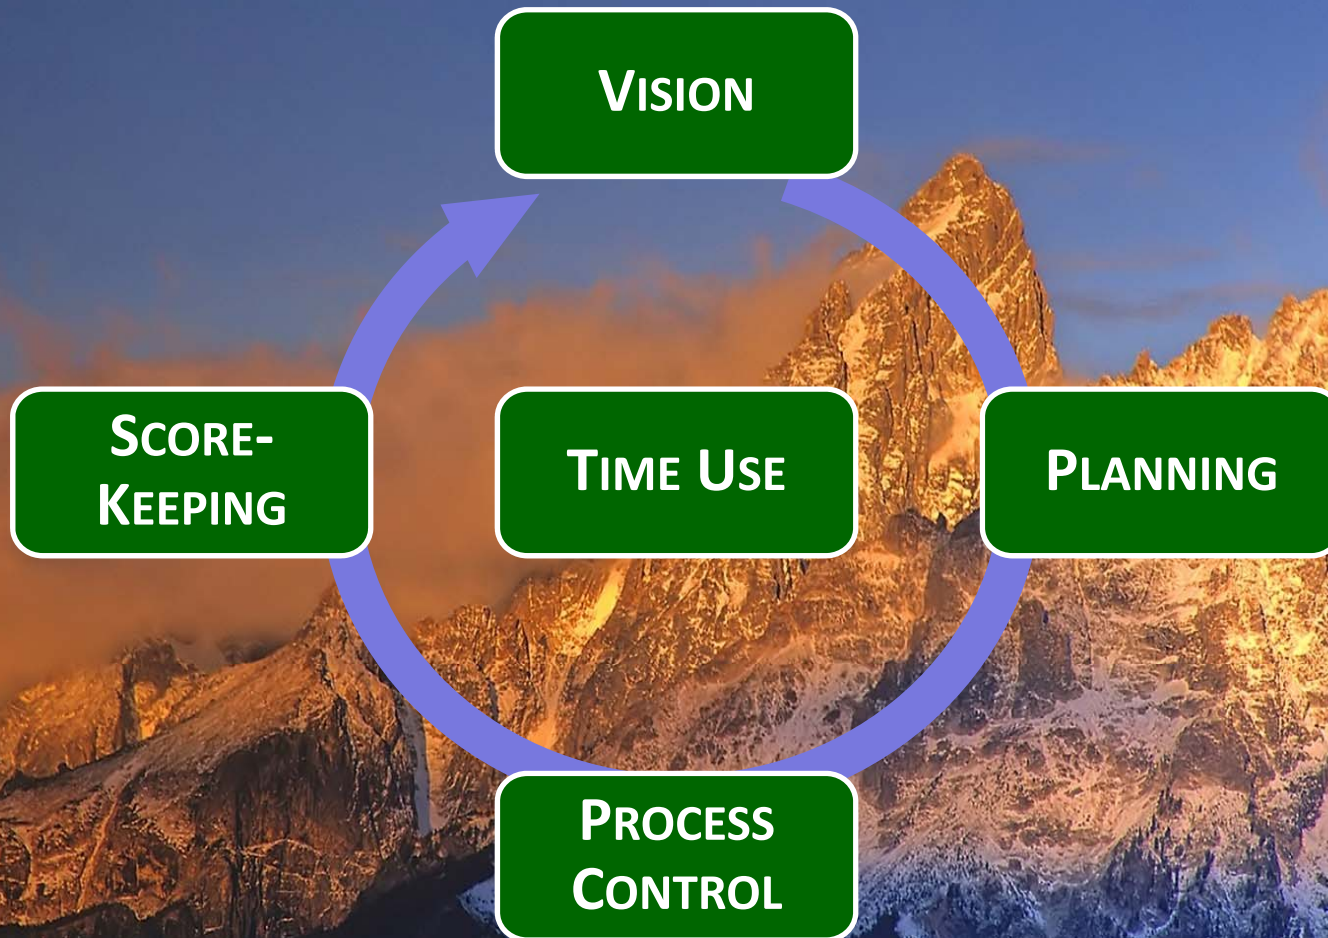 VISION
SCORE-
KEEPING
TIME USE
PLANNING
PROCESS
CONTROL